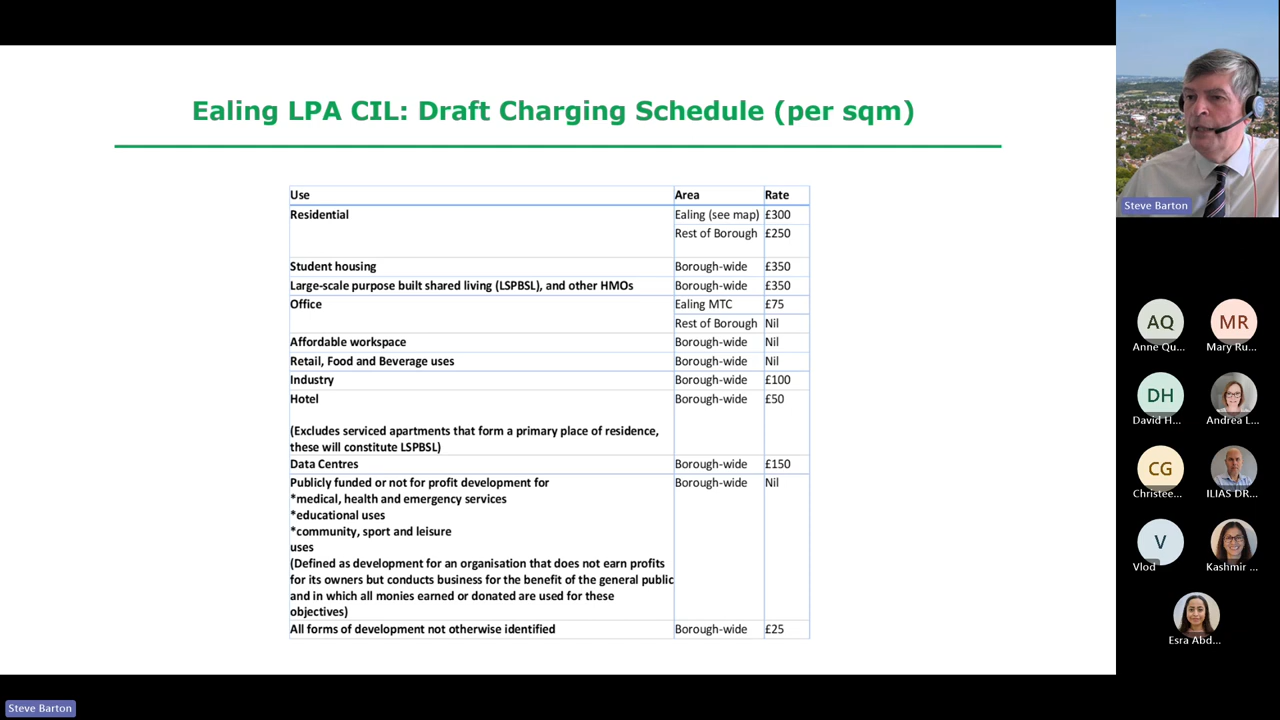 Ealing LPA CIL: Draft Charging Schedule (per sqm)
Use Area Rate
Residential Ealing (see map) £300
Rest of Borough £250
Student housing Borough-wide £350
Large-scale purpose built shared living (LSPBSL), and other HMOs Borough-wide £350
Office Ealing MTC £75
Rest of Borough Nil
Affordable workspace Borough-wide Nil
Retail, Food and Beverage uses Borough-wide Nil
Industry Borough-wide £100
Hotel Borough-wide £50
(Excludes serviced apartments that form a primary place of residence,
these will constitute LSPBSL)
Data Centres Borough-wide £150
Publicly funded or not for profit development for Borough-wide Nil
*medical, health and emergency services
*educational uses
*community, sport and leisure
uses
(Defined as development for an organisation that does not earn profits
for its owners but conducts business for the benefit of the general public
and in which all monies earned or donated are used for these
objectives)
All forms of development not otherwise identified Borough-wide £25
Steve Barton
AQ MR
Anne Qu... Mary Ru...
DH
David H... Andrea L...
CG
Christee... ILIAS DR...
V
Vlod Kashmir ...
Esra Abd...
Steve Barton